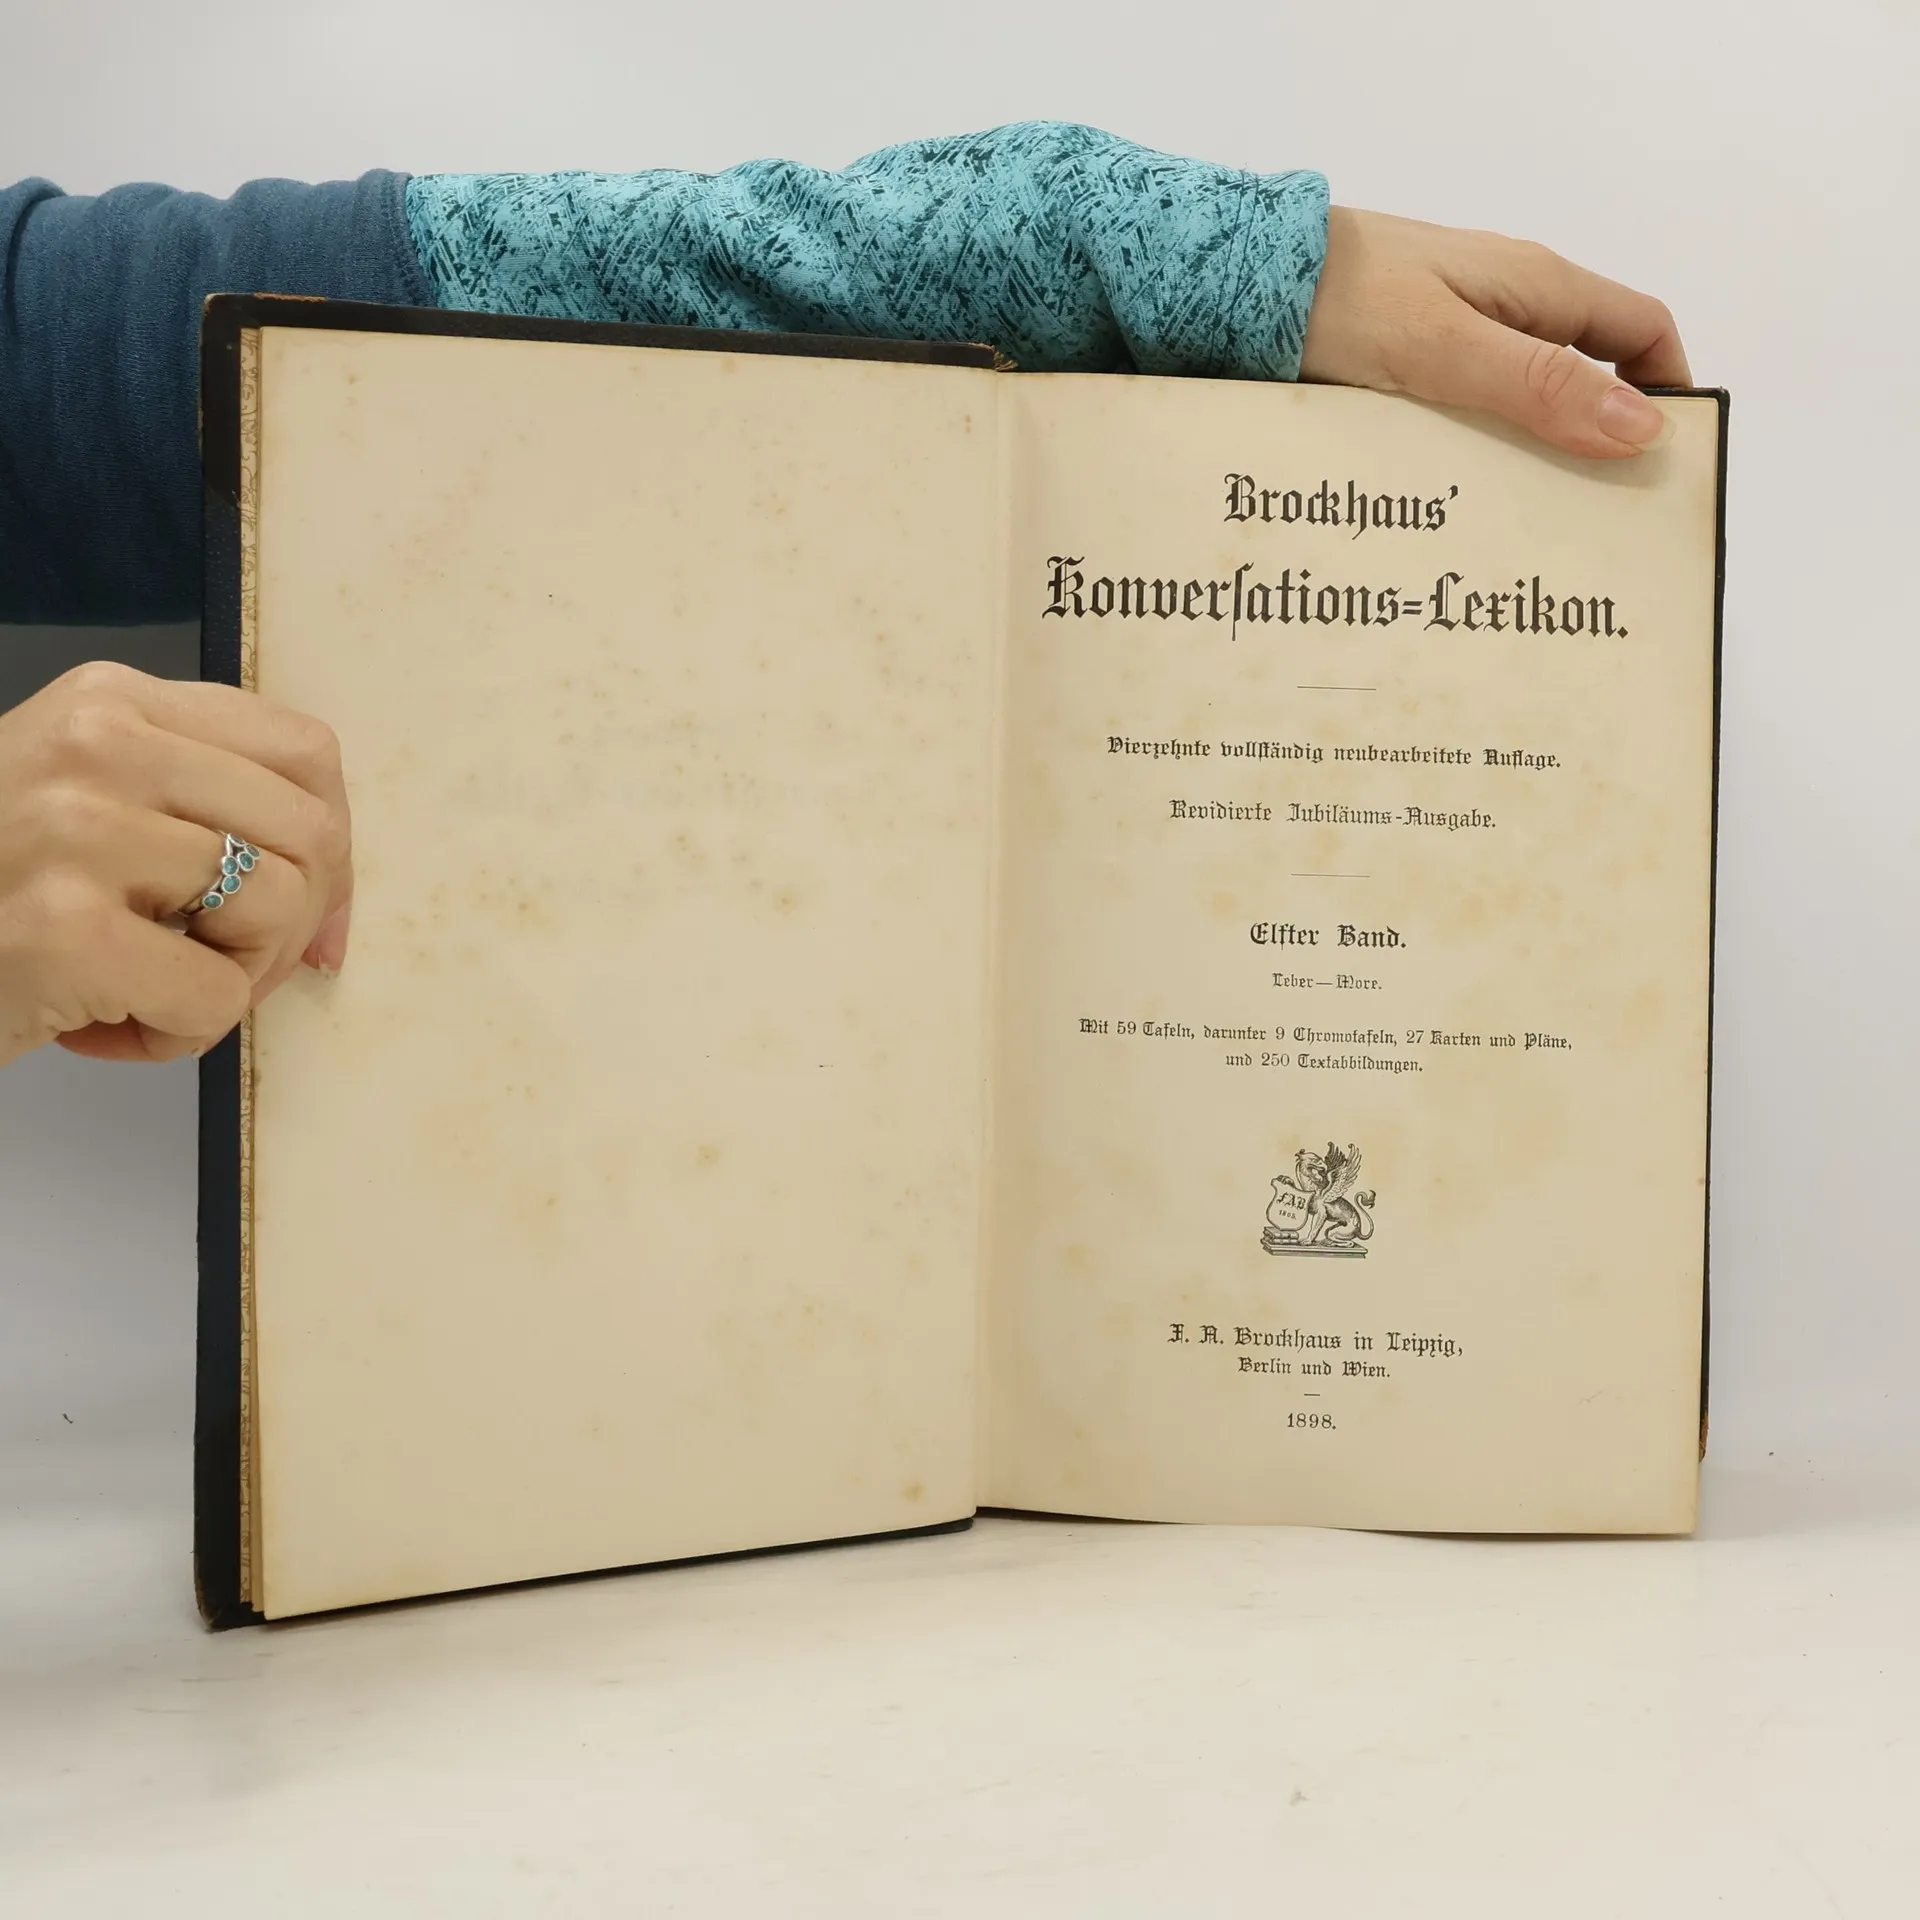 Brockhaus’
Konverſations=Lexikon.
Vierzehnte vollſtändig neubearbeitete Auflage.
Revidierte Jubiläums-Ausgabe.
Elfter Band.
Leber—More.
Mit 59 Tafeln, darunter 9 Chromotafeln, 27 Karten und Pläne,
und 250 Textabbildungen.
F.A.B.
1805.
F. A. Brockhaus in Leipzig,
Berlin und Wien.
1898.